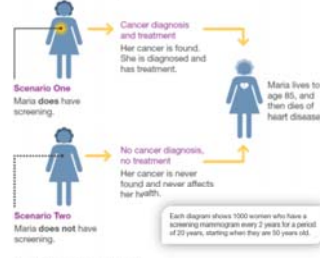 Cancer diagnosis
and treatment
Her cancer is found.
She is diagnosed and
has treatment.
Scenario One
Maria does have
screening.
Maria lives to
age 85, and
then dies of
heart disease
No cancer diagnosis,
no treatment
Her cancer is never
found and never affects
her health.
Scenario Two
Maria does not have
screening.
Each diagram shows 1000 women who have a
screening mammogram every 2 years for a period
of 20 years, starting when they are 50 years old.